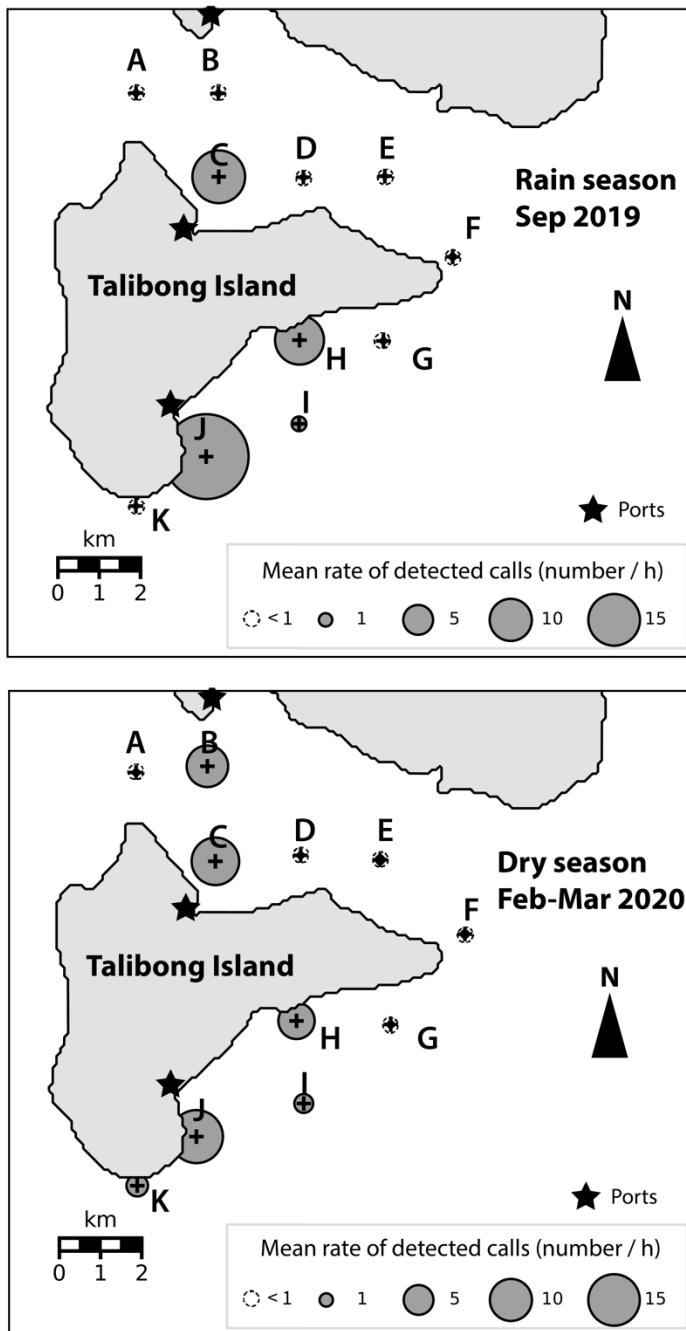 A B
C D E
Rain season
Sep 2019
F
Talibong Island
N
H G
I
J
K
Ports
km
0 1 2
Mean rate of detected calls (number / h)
< 1 1 5 10 15
A B
C D E
Dry season
Feb-Mar 2020
F
Talibong Island
N
H G
I
J
K
Ports
km
0 1 2
Mean rate of detected calls (number / h)
< 1 1 5 10 15